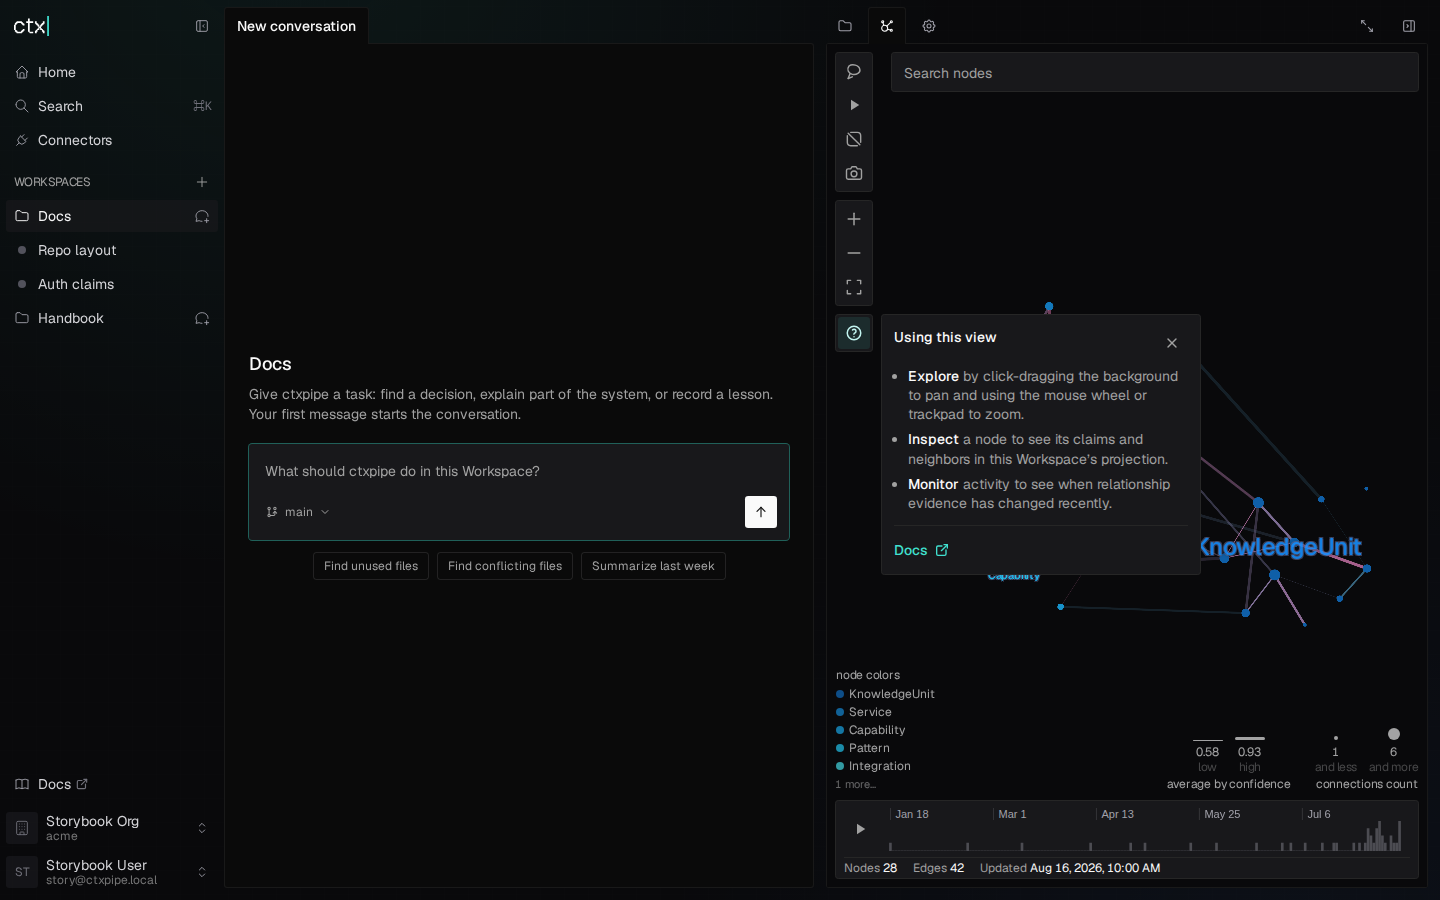 ctx
Home
Search ⌘K
Connectors
WORKSPACES
Docs
Repo layout
Auth claims
Handbook
Docs
Storybook Org
acme
ST
Storybook User
story@ctxpipe.local
New conversation
Docs
Give ctxpipe a task: find a decision, explain part of the system, or record a lesson.
Your first message starts the conversation.
What should ctxpipe do in this Workspace?
main
Find unused files
Find conflicting files
Summarize last week
Search nodes
Using this view
Explore by click-dragging the background
to pan and using the mouse wheel or
trackpad to zoom.
Inspect a node to see its claims and
neighbors in this Workspace's projection.
Monitor activity to see when relationship
evidence has changed recently.
Docs
KnowledgeUnit
Capability
node colors
KnowledgeUnit
Service
Capability
Pattern
Integration
1 more...
0.58 0.93
low high
average by confidence
1 6
and less and more
connections count
Jan 18 Mar 1 Apr 13 May 25 Jul 6
Nodes 28 Edges 42 Updated Aug 16, 2026, 10:00 AM